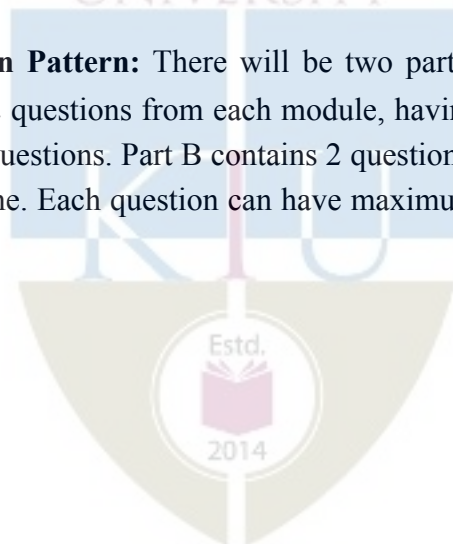 UNIVERSITY
n Pattern: There will be two part
questions from each module, havin
uestions. Part B contains 2 question
ne. Each question can have maximu
K T U
Estd.
2014